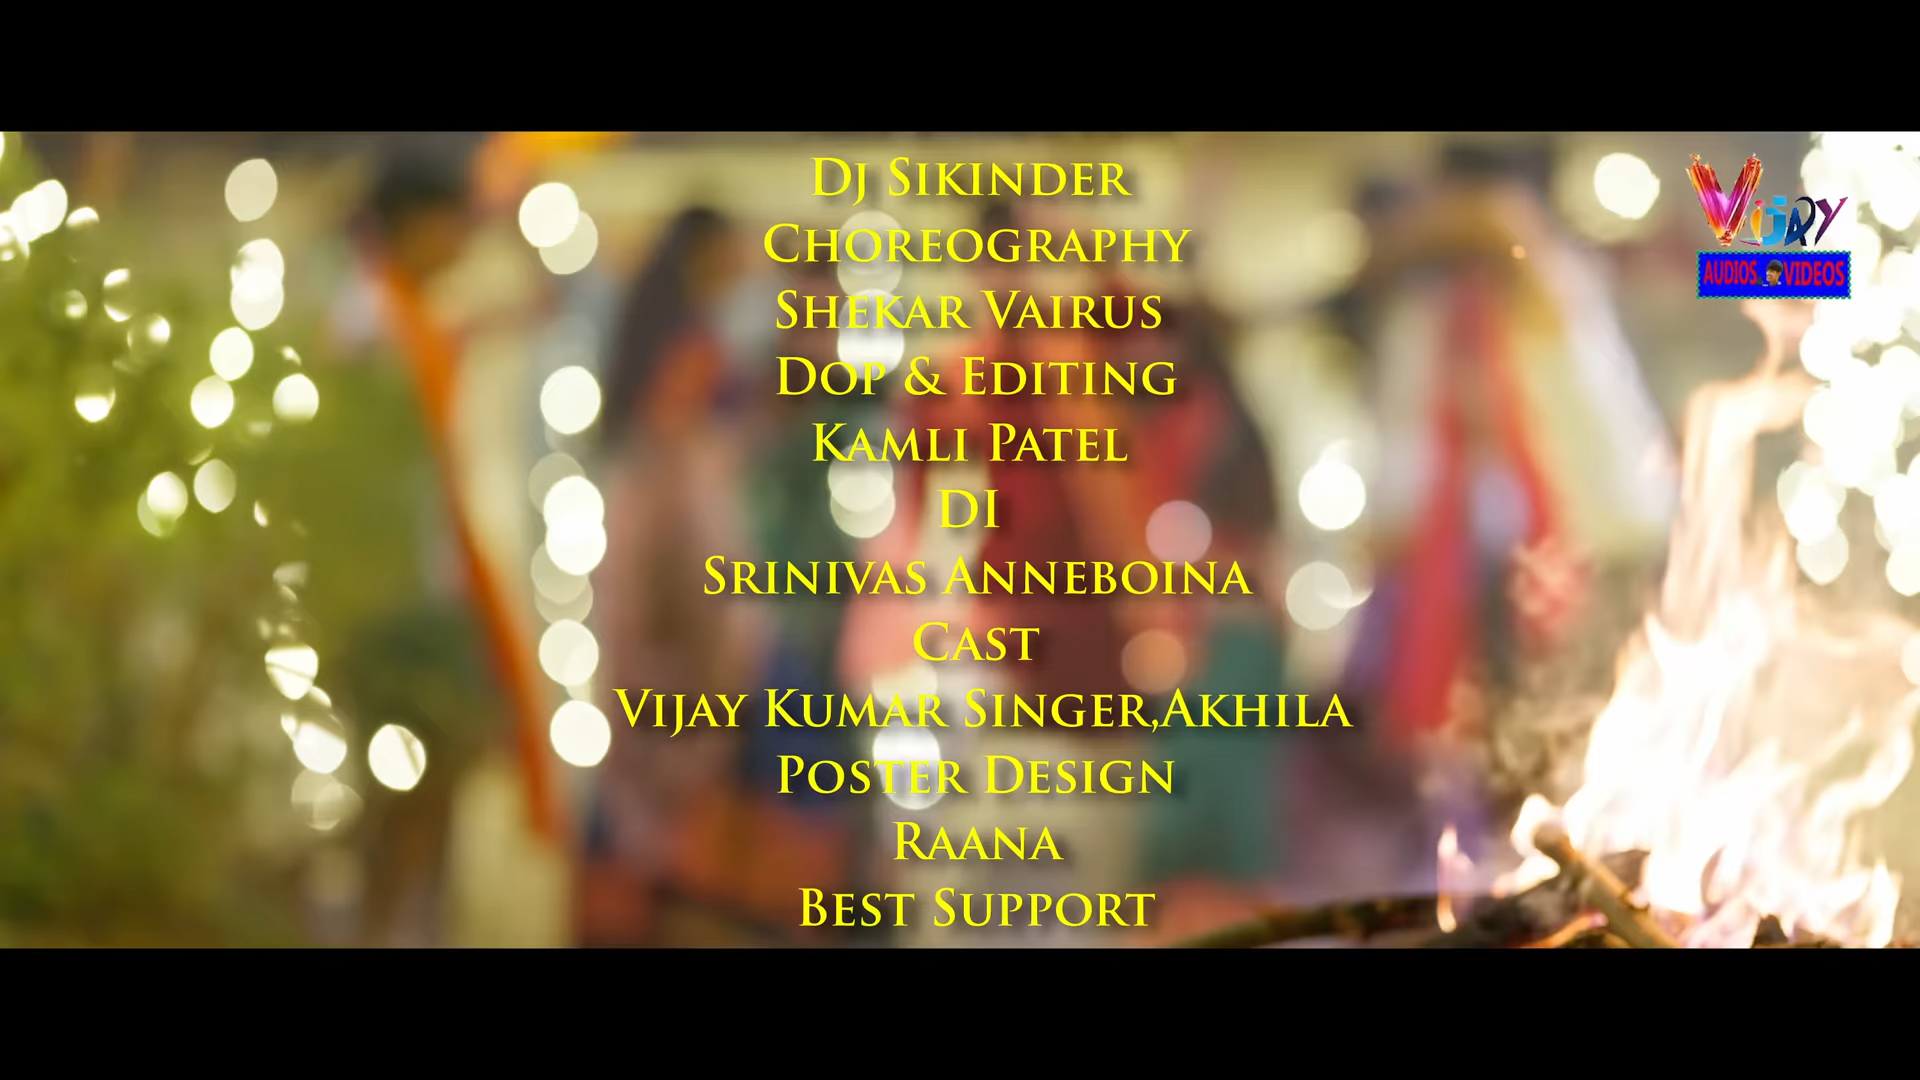 Dj Sikinder
Choreography
Shekar Vairus
Dop & Editing
Kamli Patel
DI
Srinivas Anneboina
Cast
Vijay Kumar Singer,Akhila
Poster Design
Raana
Best Support
Vijay
AUDIOS VIDEOS